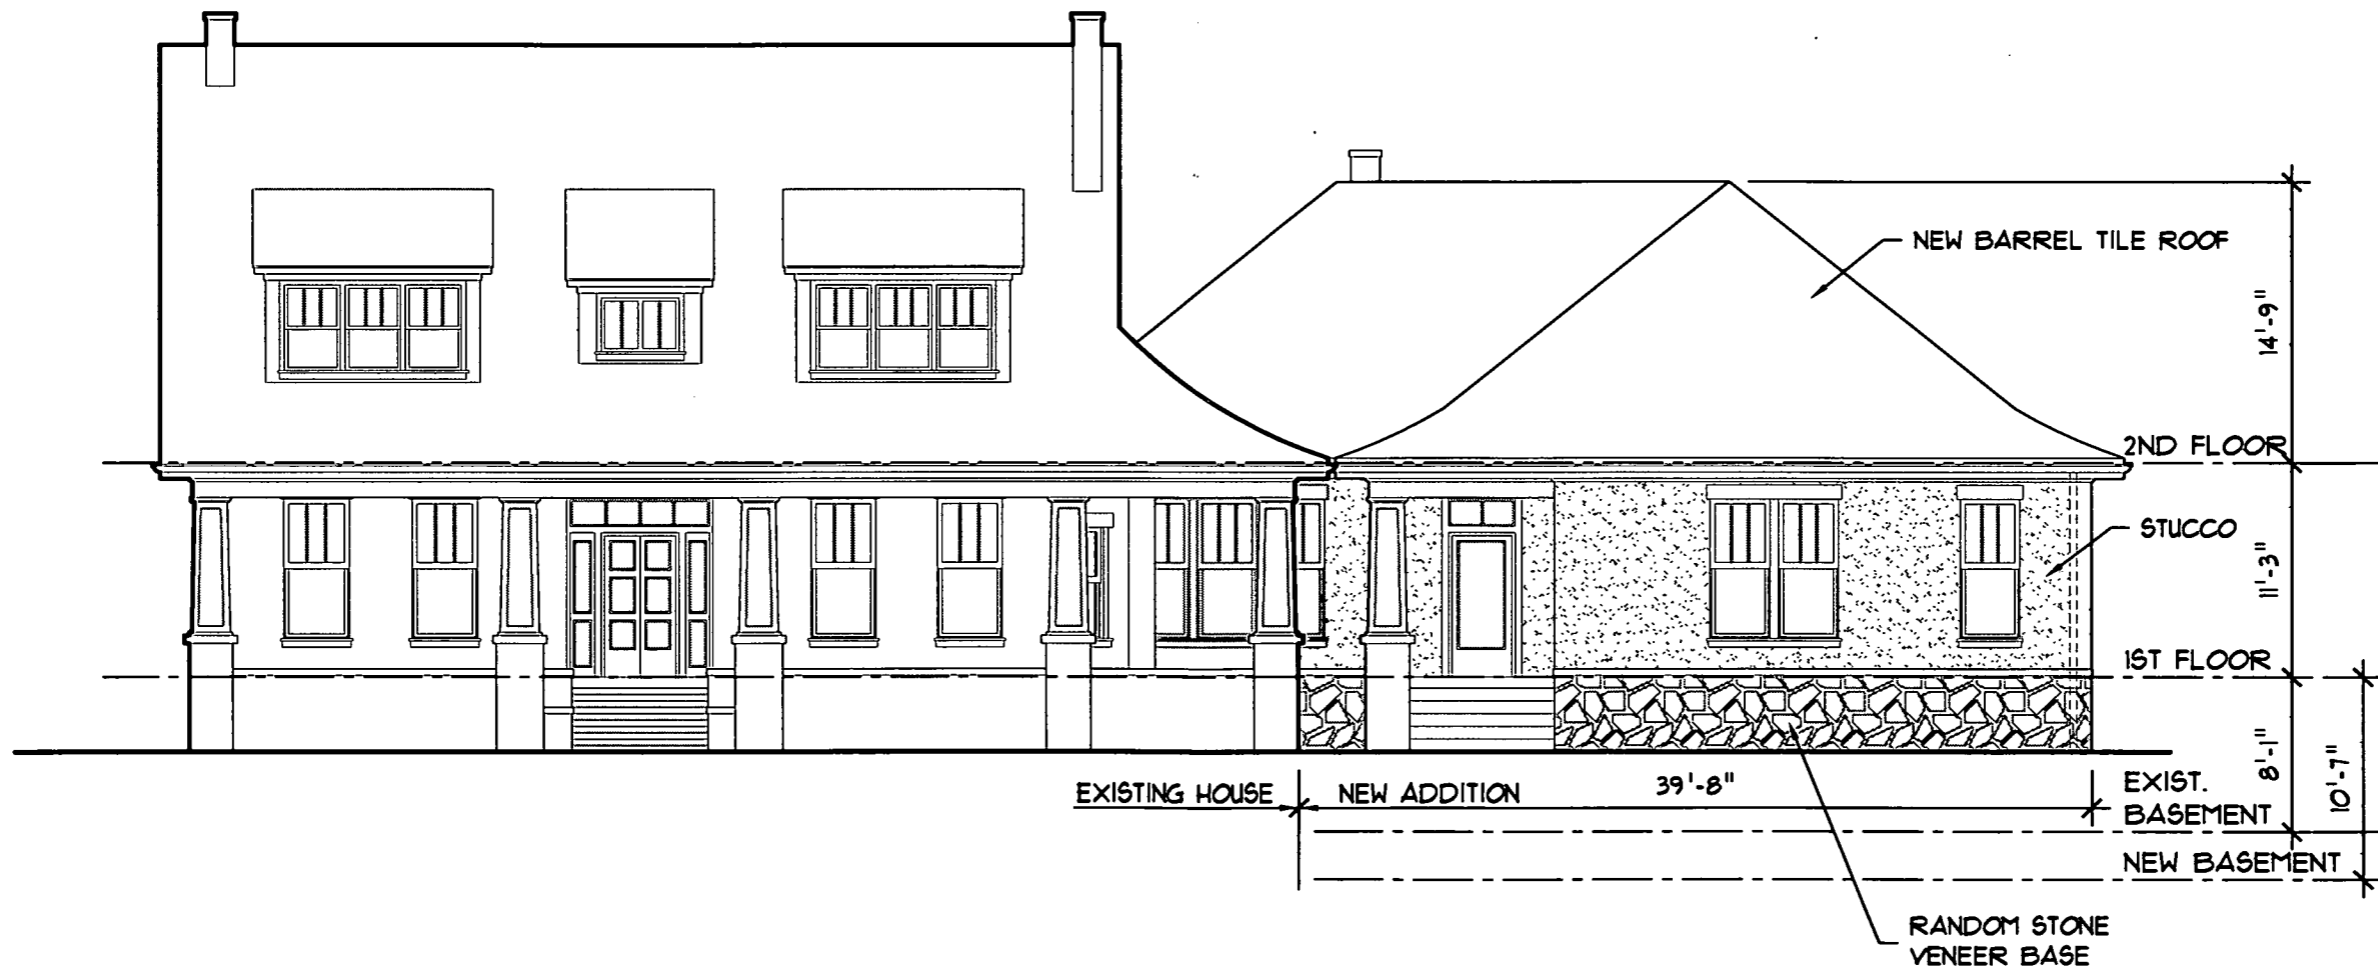 NEW BARREL TILE ROOF
14'-9"
2ND FLOOR
STUCCO
11'-3"
1ST FLOOR
EXISTING HOUSE
NEW ADDITION
39'-8"
EXIST.
BASEMENT
8'-1"
10'-7"
NEW BASEMENT
RANDOM STONE
VENEER BASE